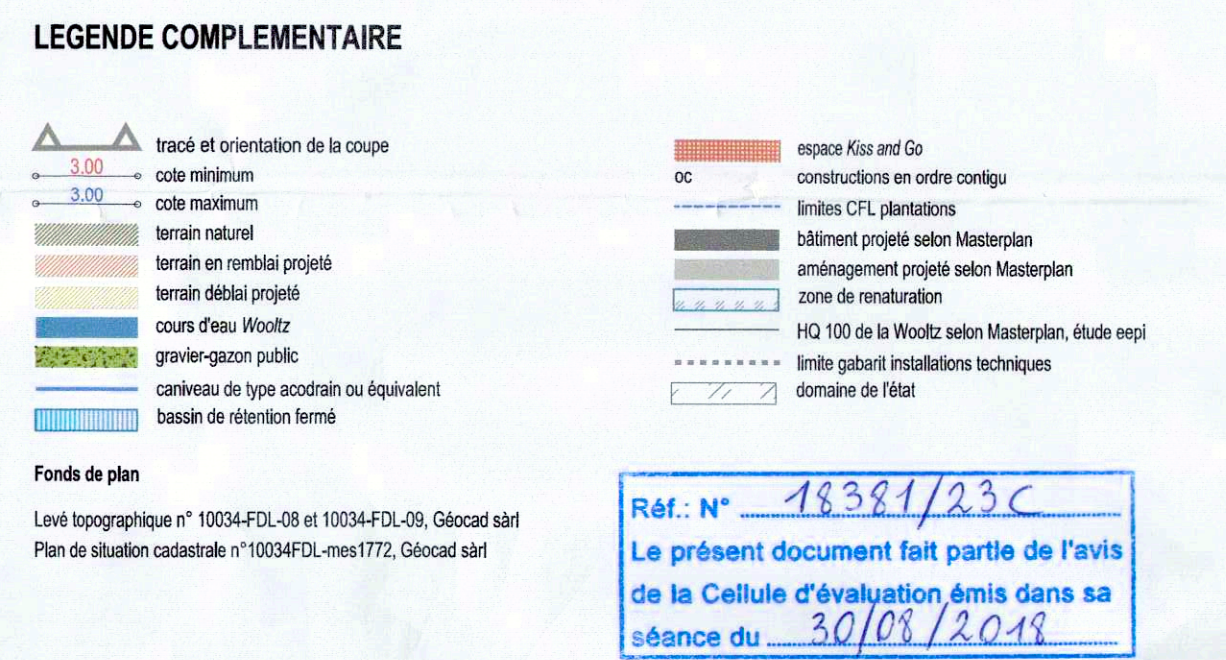 LEGENDE COMPLEMENTAIRE
tracé et orientation de la coupe
3.00 cote minimum
3.00 cote maximum
terrain naturel
terrain en remblai projeté
terrain déblai projeté
cours d'eau Wooltz
gravier-gazon public
caniveau de type acodrain ou équivalent
bassin de rétention fermé
espace Kiss and Go
oc constructions en ordre contigu
limites CFL plantations
bâtiment projeté selon Masterplan
aménagement projeté selon Masterplan
zone de renaturation
HQ 100 de la Wooltz selon Masterplan, étude eepi
limite gabarit installations techniques
domaine de l'état
Fonds de plan
Levé topographique n° 10034-FDL-08 et 10034-FDL-09, Géocad sàrl
Plan de situation cadastrale n°10034FDL-mes1772, Géocad sàrl
Réf.: N° 18381/23C
Le présent document fait partie de l'avis
de la Cellule d'évaluation émis dans sa
séance du 30/08/2018